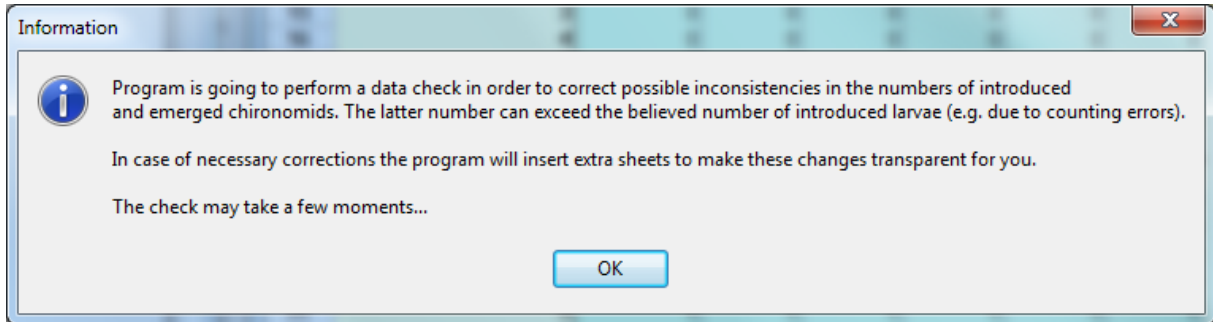 Information
Program is going to perform a data check in order to correct possible inconsistencies in the numbers of introduced
and emerged chironomids. The latter number can exceed the believed number of introduced larvae (e.g. due to counting errors).
In case of necessary corrections the program will insert extra sheets to make these changes transparent for you.
The check may take a few moments...
OK